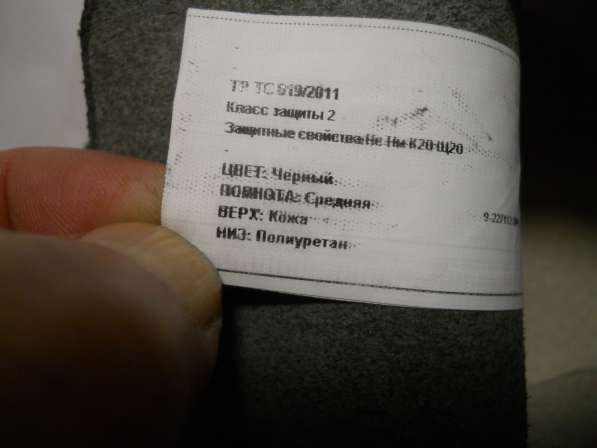 ТР ТС 019/2011
Класс защиты 2
Защитные свойства Нс Нм К20 Щ20
ЦВЕТ: Черный
ПОЛНОТА: Средняя
ВЕРХ: Кожа
НИЗ: Полиуретан